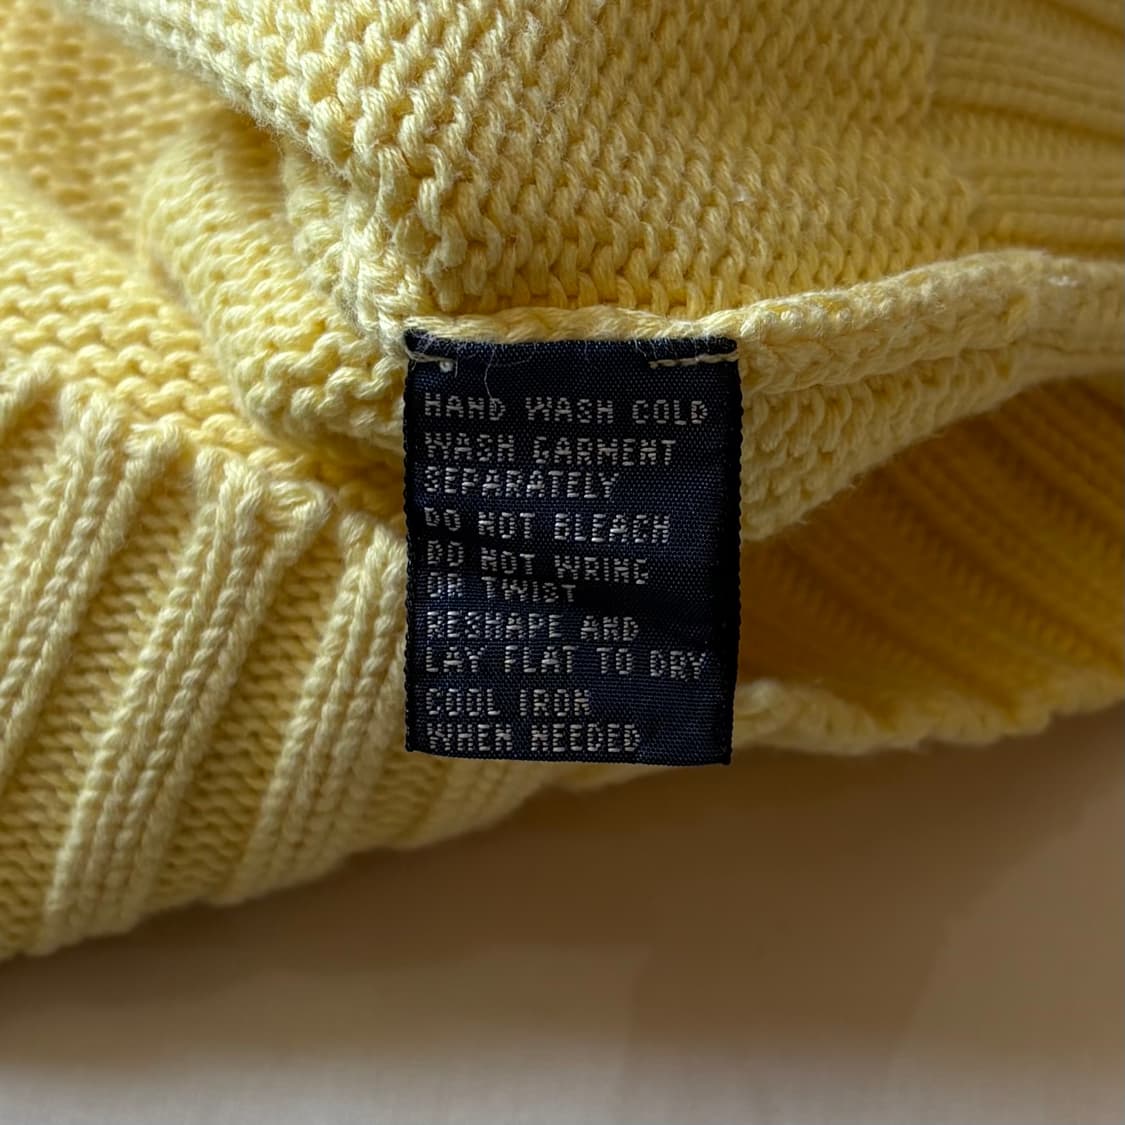 HAND WASH COLD
WASH GARMENT
SEPARATELY
DO NOT BLEACH
DO NOT WRING
OR TWIST
RESHAPE AND
LAY FLAT TO DRY
COOL IRON
WHEN NEEDED